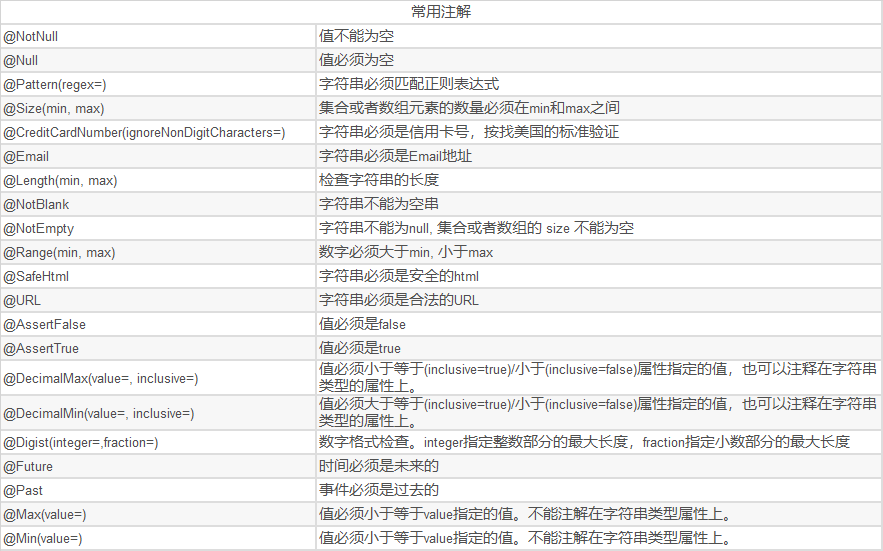 常用注解
@NotNull 值不能为空
@Null 值必须为空
@Pattern(regex=) 字符串必须匹配正则表达式
@Size(min, max) 集合或者数组元素的数量必须在min和max之间
@CreditCardNumber(ignoreNonDigitCharacters=) 字符串必须是信用卡号，按找美国的标准验证
@Email 字符串必须是Email地址
@Length(min, max) 检查字符串的长度
@NotBlank 字符串不能为空串
@NotEmpty 字符串不能为null, 集合或者数组的 size 不能为空
@Range(min, max) 数字必须大于min, 小于max
@SafeHtml 字符串必须是安全的html
@URL 字符串必须是合法的URL
@AssertFalse 值必须是false
@AssertTrue 值必须是true
@DecimalMax(value=, inclusive=) 值必须小于等于(inclusive=true)/小于(inclusive=false)属性指定的值，也可以注释在字符串
类型的属性上。
@DecimalMin(value=, inclusive=) 值必须大于等于(inclusive=true)/小于(inclusive=false)属性指定的值，也可以注释在字符串
类型的属性上。
@Digist(integer=,fraction=) 数字格式检查。integer指定整数部分的最大长度，fraction指定小数部分的最大长度
@Future 时间必须是未来的
@Past 事件必须是过去的
@Max(value=) 值必须小于等于value指定的值。不能注解在字符串类型属性上。
@Min(value=) 值必须小于等于value指定的值。不能注解在字符串类型属性上。